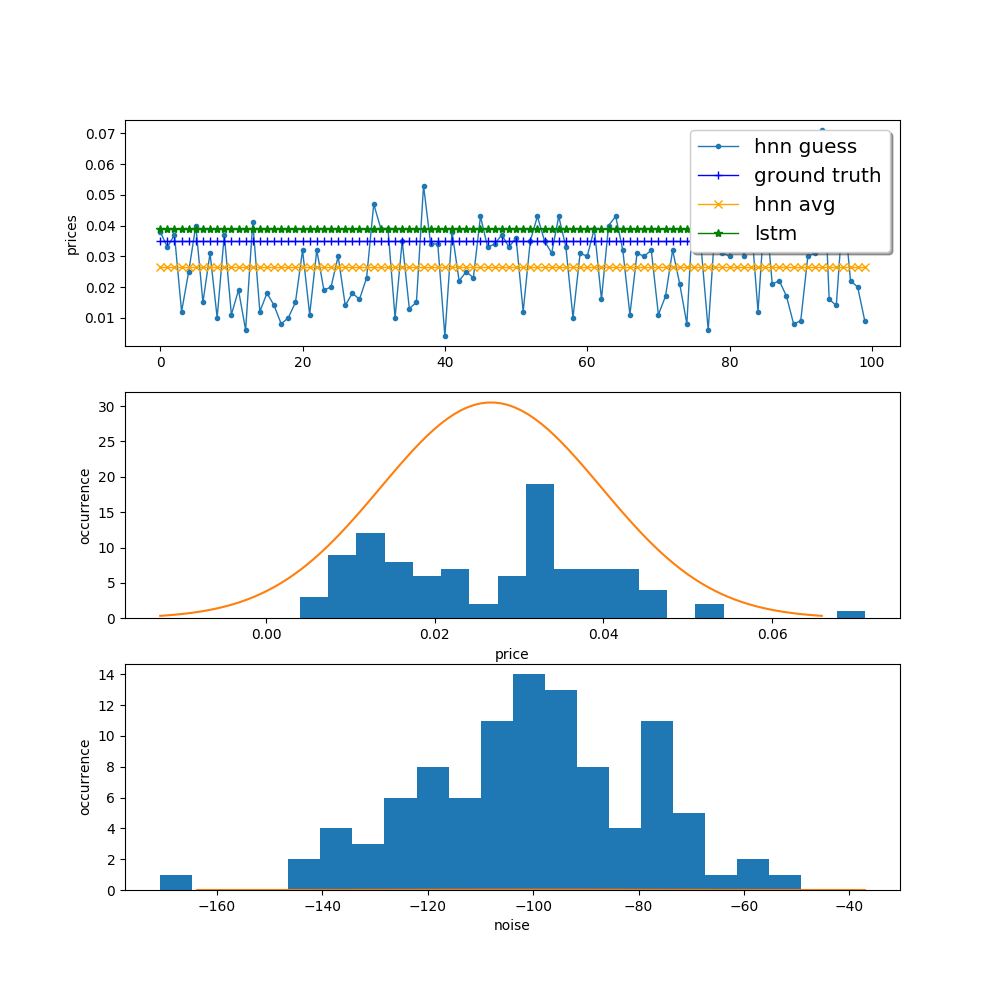 0.07
0.06
0.05
0.04
0.03
0.02
0.01
prices
hnn guess
ground truth
hnn avg
lstm
0 20 40 60 80 100
30
25
20
15
10
5
0
occurrence
0.00 0.02 0.04 0.06
price
14
12
10
8
6
4
2
0
occurrence
−160 −140 −120 −100 −80 −60 −40
noise